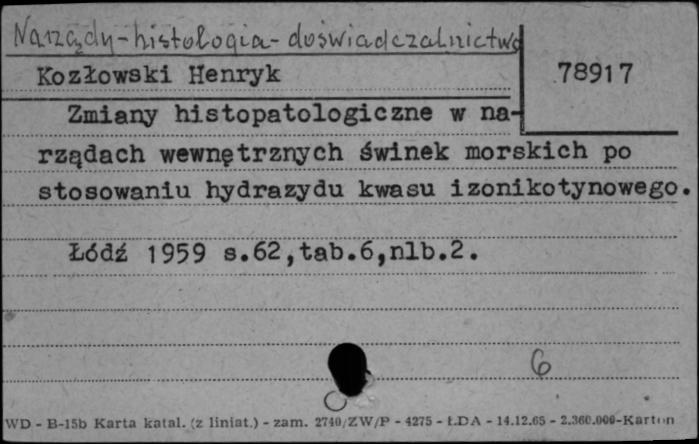 Narządy - histologia - doświadczalnictwo
Kozłowski Henryk
78917
Zmiany histopatologiczne w na-
rządach wewnętrznych świnek morskich po
stosowaniu hydrazydu kwasu izonikotynowego.
Łódź 1959 s.62,tab.6,nlb.2.
6
WD - B-15b Karta katal. (z liniat.) - zam. 2740/ZW/P - 4275 - ŁDA - 14.12.65 - 2.360.000-Karton